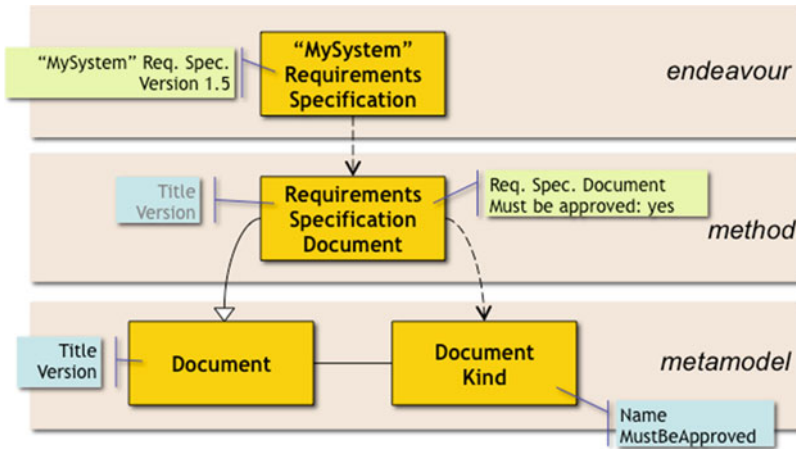 “MySystem” Req. Spec.
Version 1.5
“MySystem”
Requirements
Specification
endeavour
Title
Version
Requirements
Specification
Document
Req. Spec. Document
Must be approved: yes
method
Title
Version
Document
Document
Kind
metamodel
Name
MustBeApproved